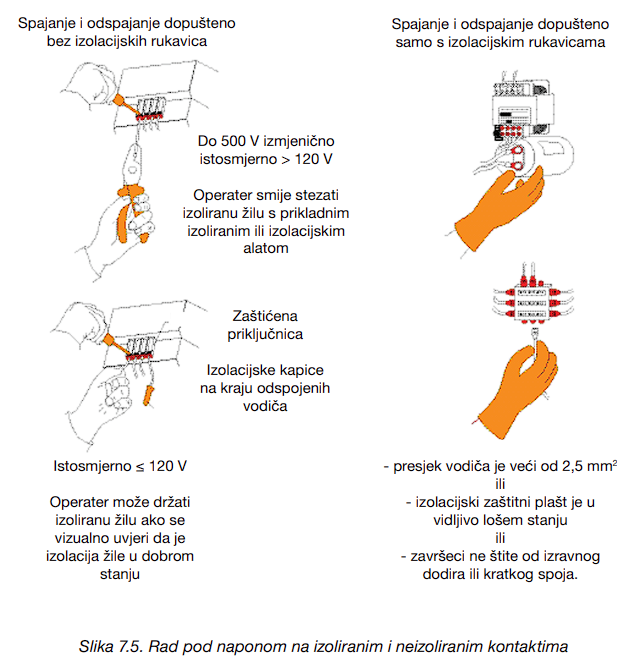 Spajanje i odspajanje dopušteno
bez izolacijskih rukavica
Spajanje i odspajanje dopušteno
samo s izolacijskim rukavicama
Do 500 V izmjenično
istosmjerno > 120 V
Operater smije stezati
izoliranu žilu s prikladnim
izoliranim ili izolacijskim
alatom
Zaštićena
priključnica
Izolacijske kapice
na kraju odspojenih
vodiča
Istosmjerno ≤ 120 V
Operater može držati
izoliranu žilu ako se
vizualno uvjeri da je
izolacija žile u dobrom
stanju
- presjek vodiča je veći od 2,5 mm²
ili
- izolacijski zaštitni plašt je u
vidljivo lošem stanju
ili
- završeci ne štite od izravnog
dodira ili kratkog spoja.
Slika 7.5. Rad pod naponom na izoliranim i neizoliranim kontaktima